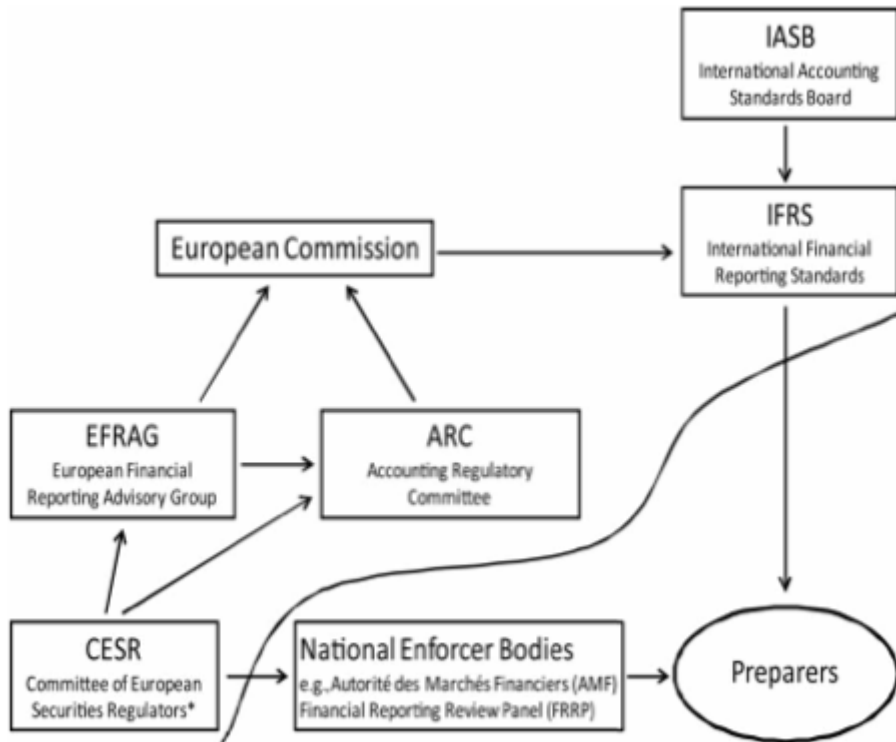 IASB
International Accounting
Standards Board
IFRS
International Financial
Reporting Standards
European Commission
EFRAG
European Financial
Reporting Advisory Group
ARC
Accounting Regulatory
Committee
CESR
Committee of European
Securities Regulators*
National Enforcer Bodies
e.g.,Autorité des Marchés Financiers (AMF)
Financial Reporting Review Panel (FRRP)
Preparers